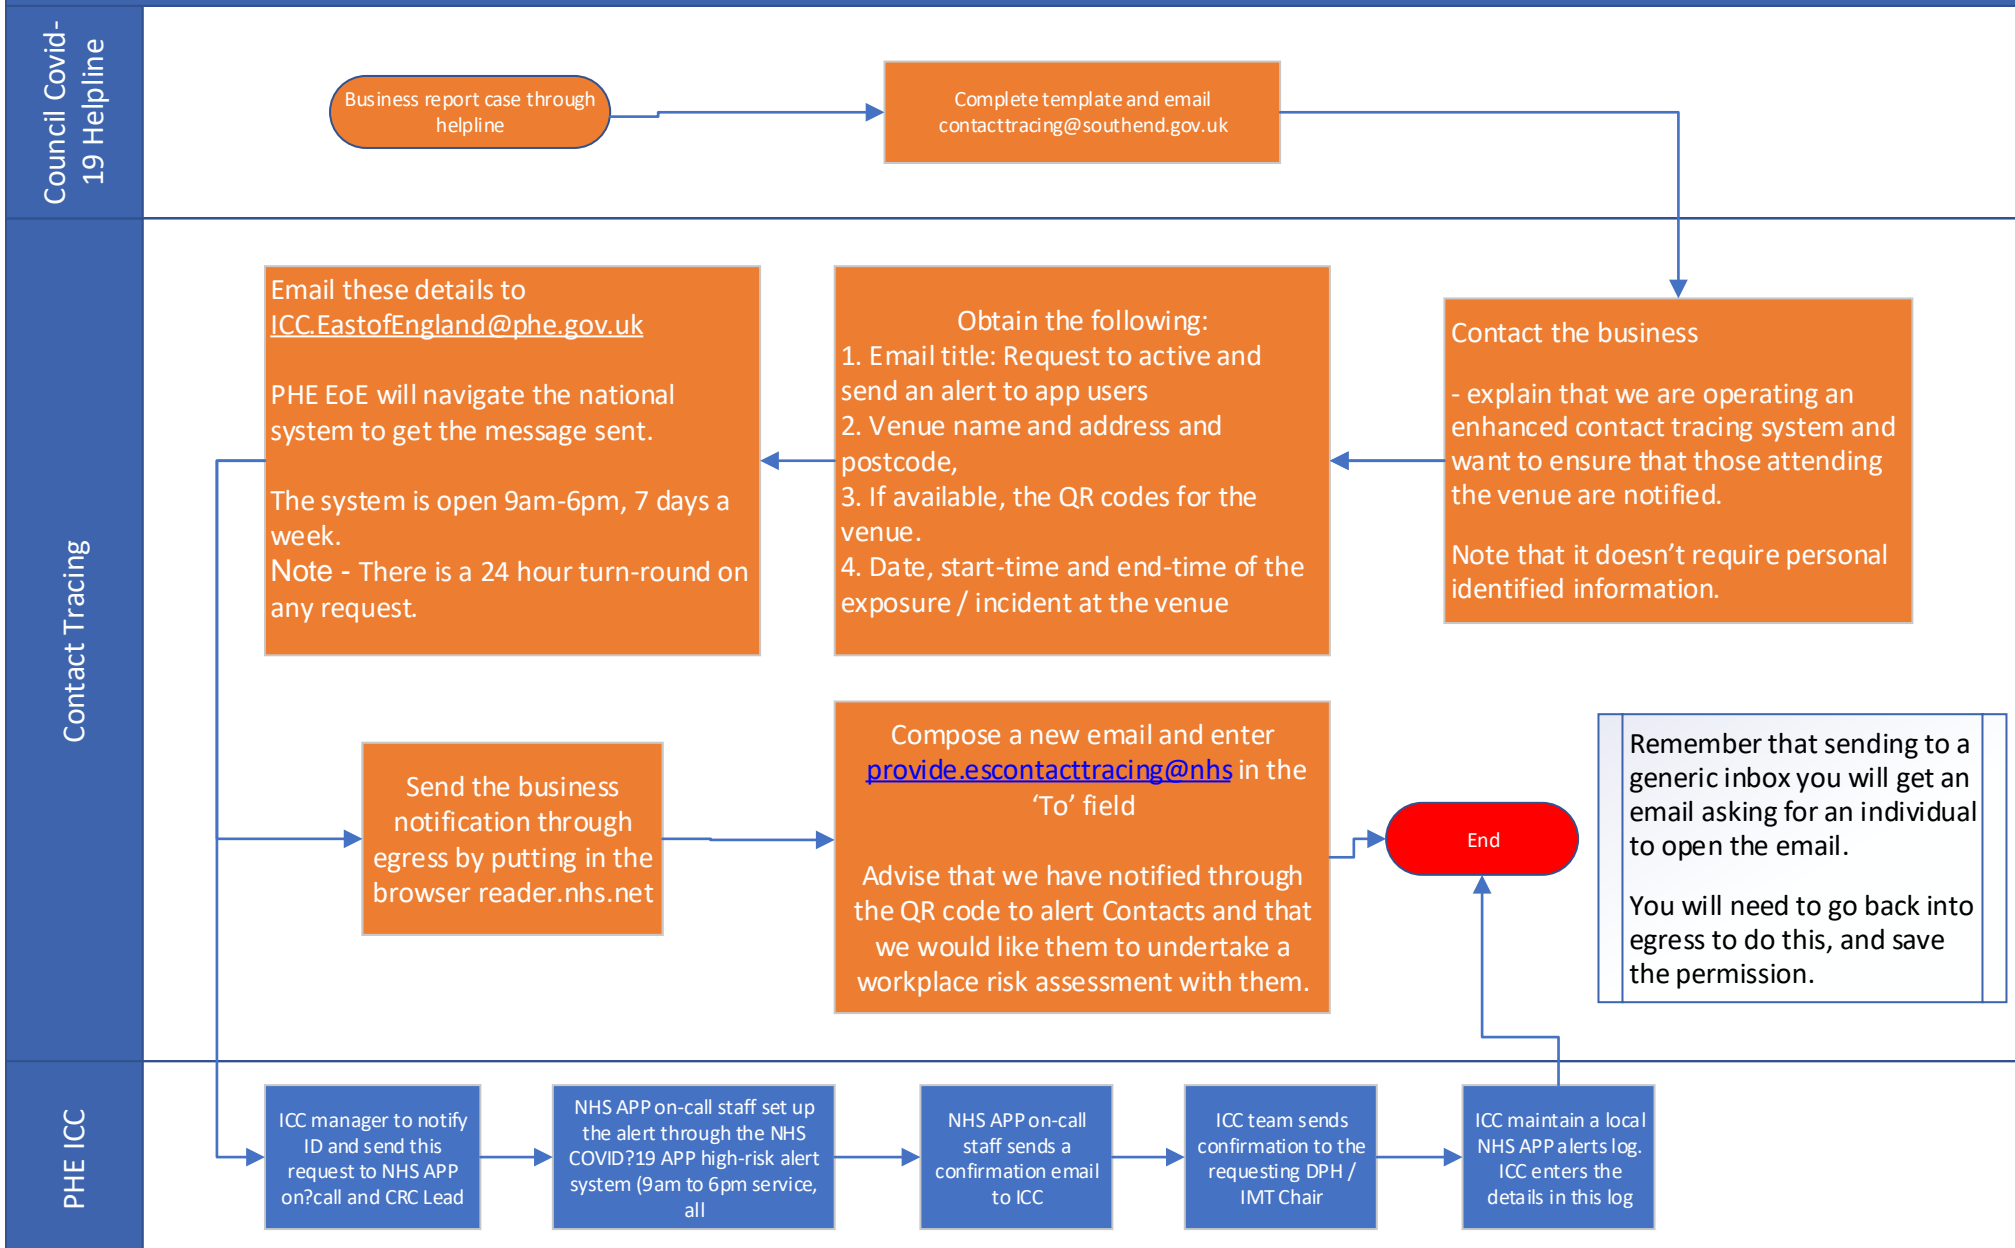 Council Covid-
19 Helpline
Business report case through
helpline
Complete template and email
contacttracing@southend.gov.uk
Contact Tracing
Contact the business
- explain that we are operating an
enhanced contact tracing system and
want to ensure that those attending
the venue are notified.
Note that it doesn’t require personal
identified information.
Obtain the following:
1. Email title: Request to active and
send an alert to app users
2. Venue name and address and
postcode,
3. If available, the QR codes for the
venue.
4. Date, start-time and end-time of the
exposure / incident at the venue
Email these details to
ICC.EastofEngland@phe.gov.uk
PHE EoE will navigate the national
system to get the message sent.
The system is open 9am-6pm, 7 days a
week.
Note - There is a 24 hour turn-round on
any request.
Send the business
notification through
egress by putting in the
browser reader.nhs.net
Compose a new email and enter
provide.escontacttracing@nhs in the
‘To’ field
Advise that we have notified through
the QR code to alert Contacts and that
we would like them to undertake a
workplace risk assessment with them.
End
Remember that sending to a
generic inbox you will get an
email asking for an individual
to open the email.
You will need to go back into
egress to do this, and save
the permission.
PHE ICC
ICC manager to notify
ID and send this
request to NHS APP
on?call and CRC Lead
NHS APP on-call staff set up
the alert through the NHS
COVID?19 APP high-risk alert
system (9am to 6pm service,
all
NHS APP on-call
staff sends a
confirmation email
to ICC
ICC team sends
confirmation to the
requesting DPH /
IMT Chair
ICC maintain a local
NHS APP alerts log.
ICC enters the
details in this log